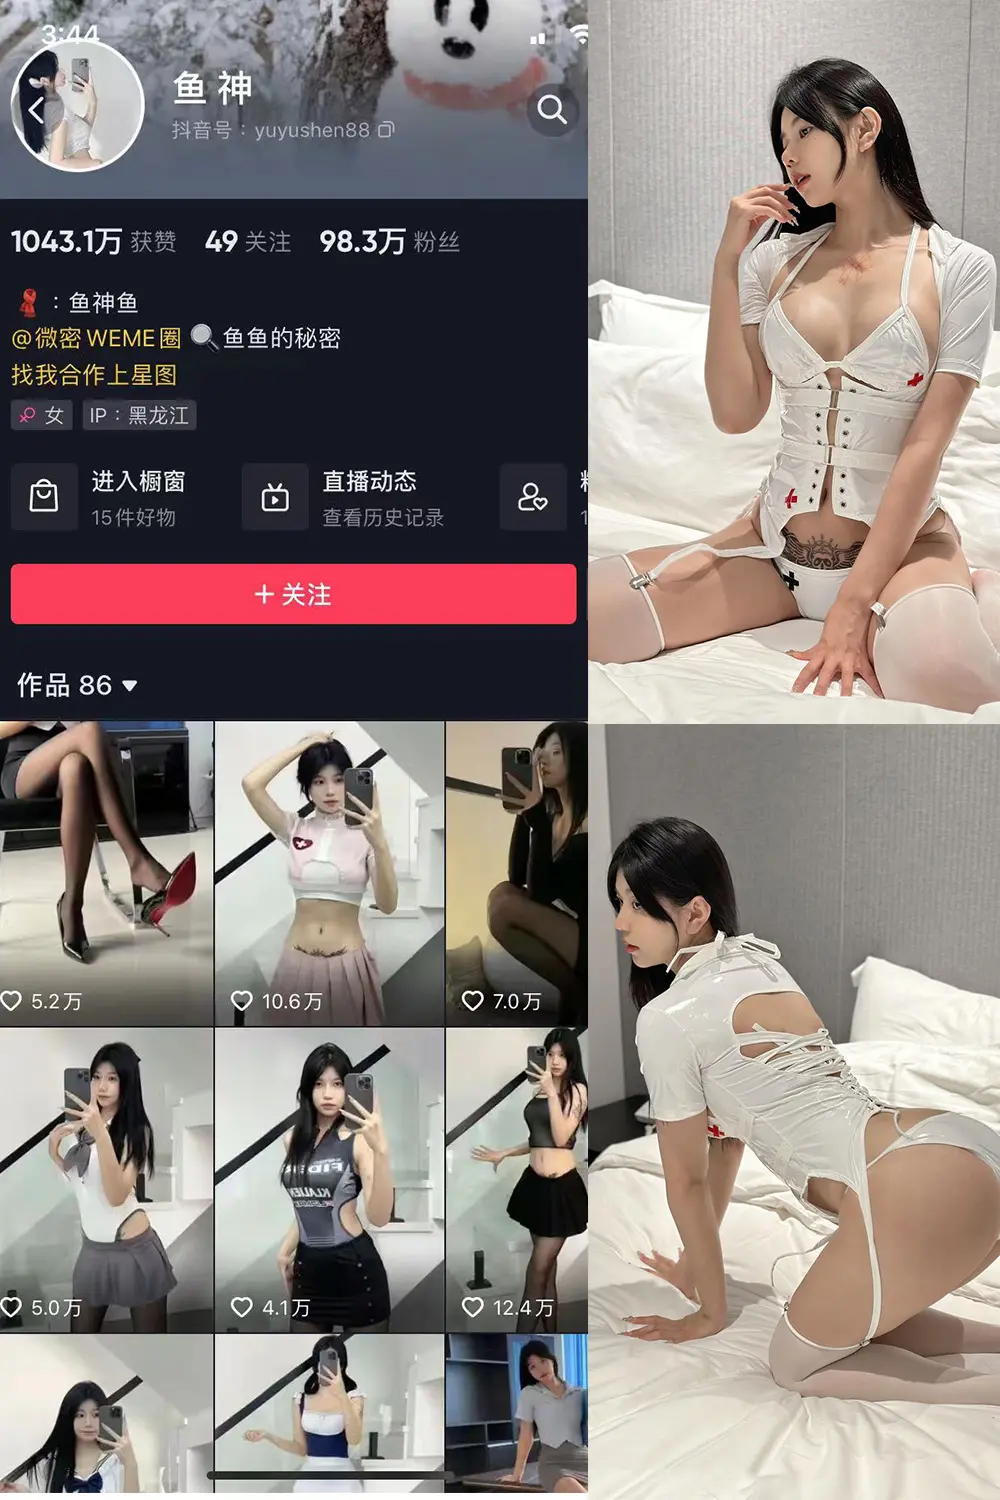 3:44
鱼 神
抖音号：yuyushen88
1043.1万 获赞 49 关注 98.3万 粉丝
：鱼神鱼
@微密 WEME圈 鱼鱼的秘密
找我合作上星图
女 IP：黑龙江
进入橱窗 直播动态
15件好物 查看历史记录
+ 关注
作品 86
5.2万 10.6万 7.0万
5.0万 4.1万 12.4万